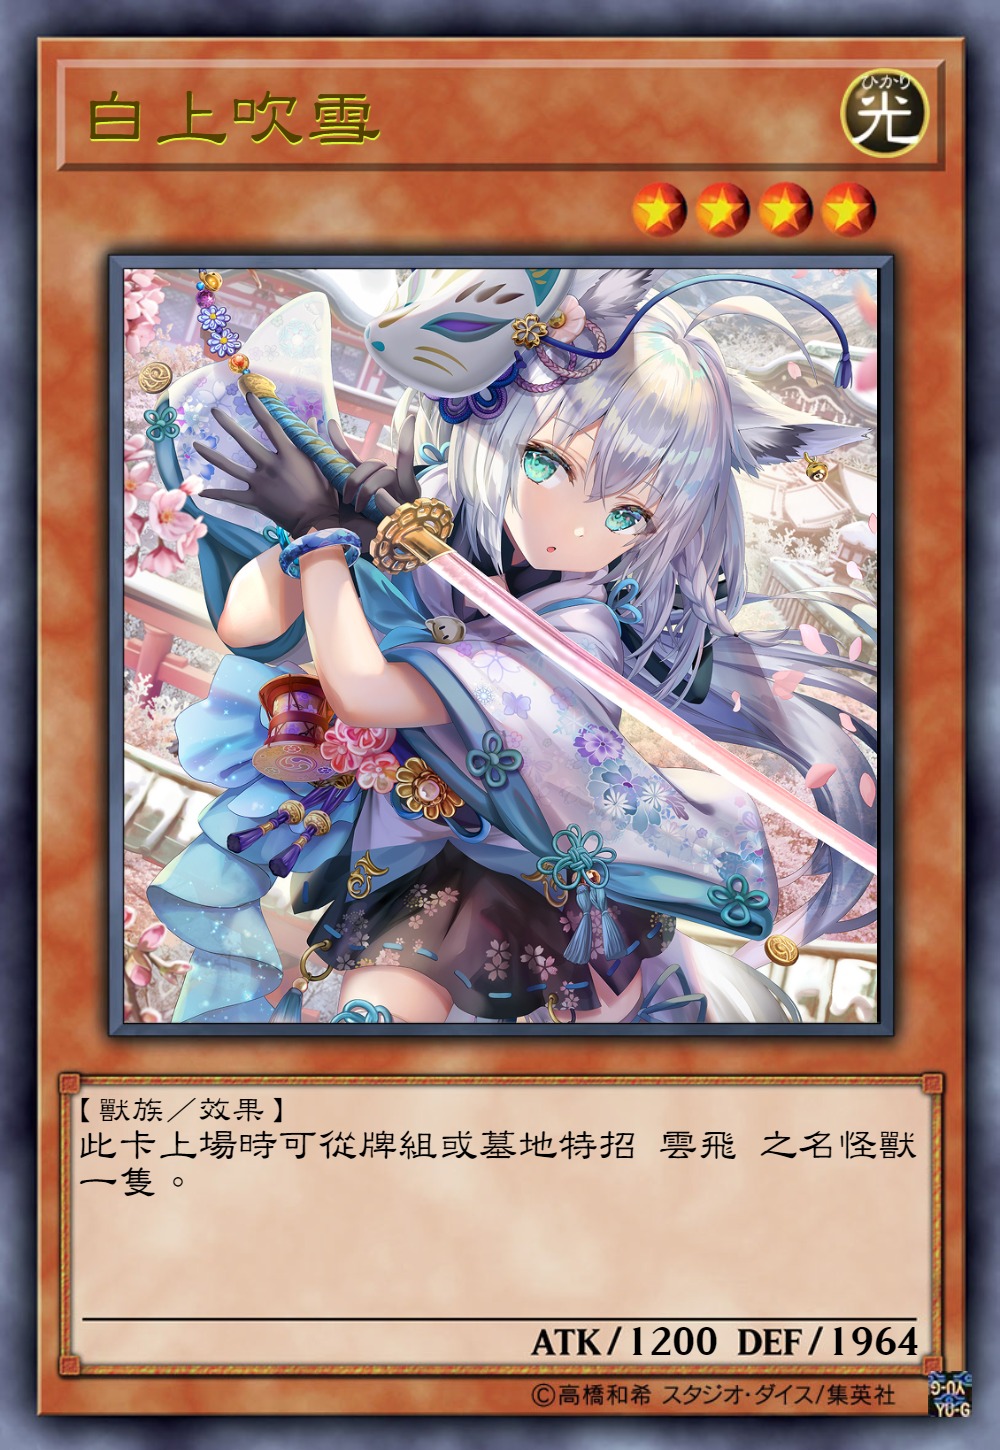 白上吹雪
ひかり
光
【獸族／效果】
此卡上場時可從牌組或墓地特招 雲飛 之名怪獸
一隻。
ATK/1200 DEF/1964
©高橋和希 スタジオ・ダイス/集英社
YU-G
YU-G